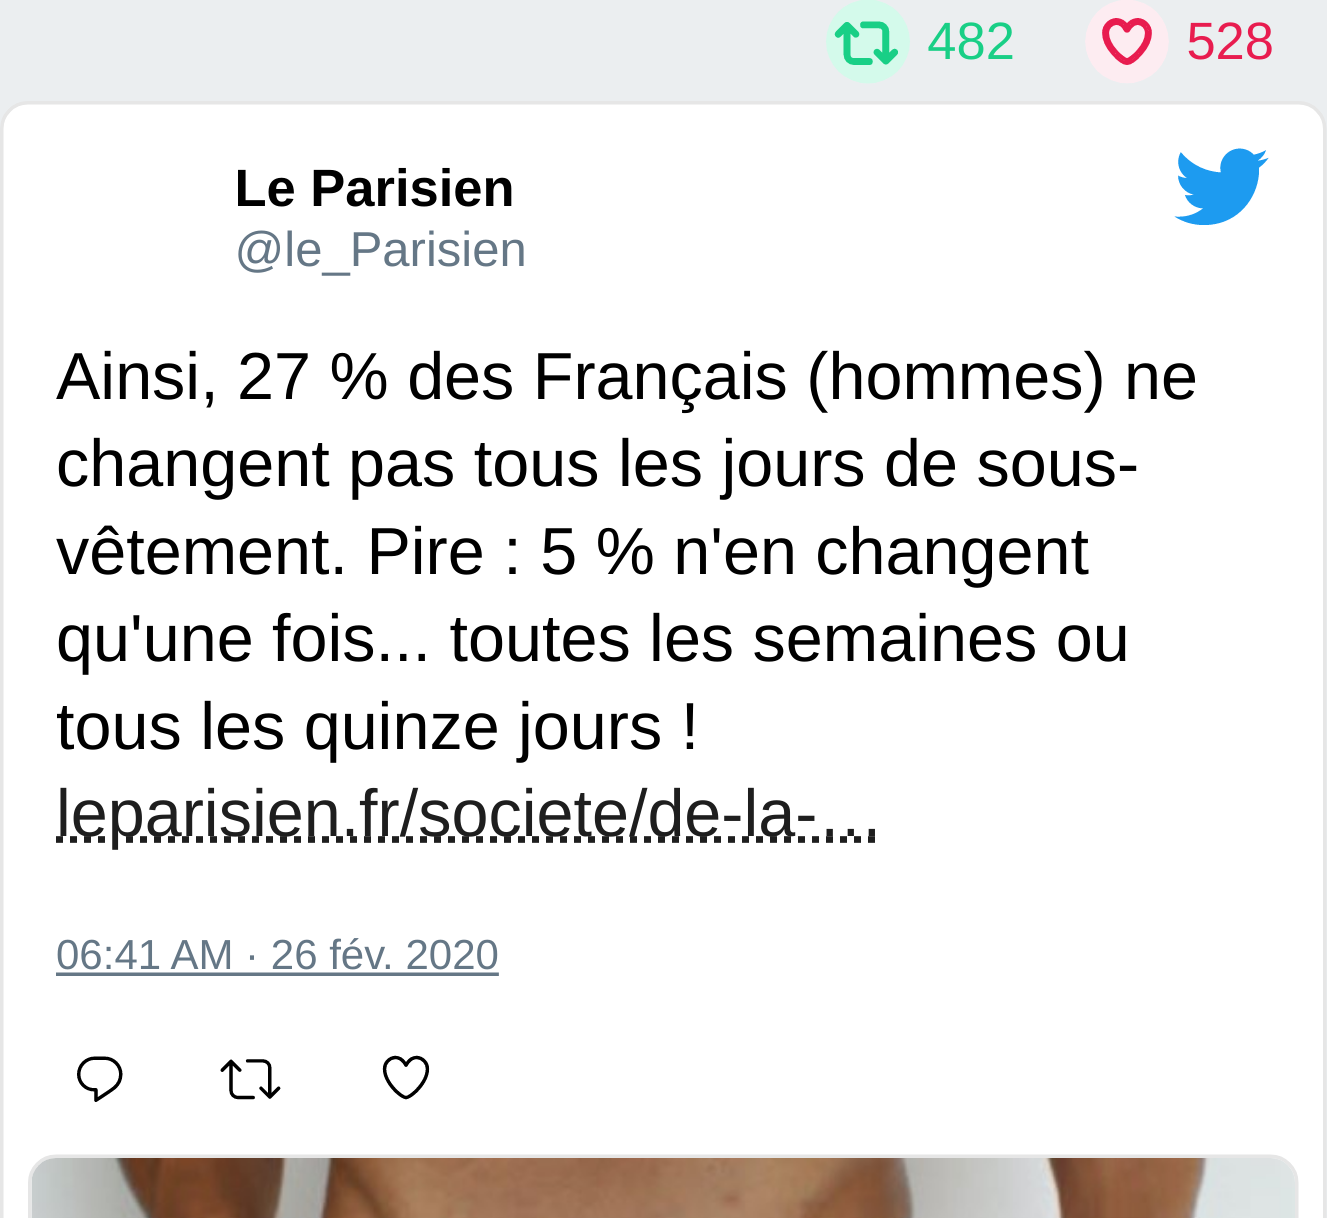 482 528
Le Parisien
@le_Parisien
Ainsi, 27 % des Français (hommes) ne
changent pas tous les jours de sous-
vêtement. Pire : 5 % n'en changent
qu'une fois... toutes les semaines ou
tous les quinze jours !
leparisien.fr/societe/de-la-...
06:41 AM · 26 fév. 2020